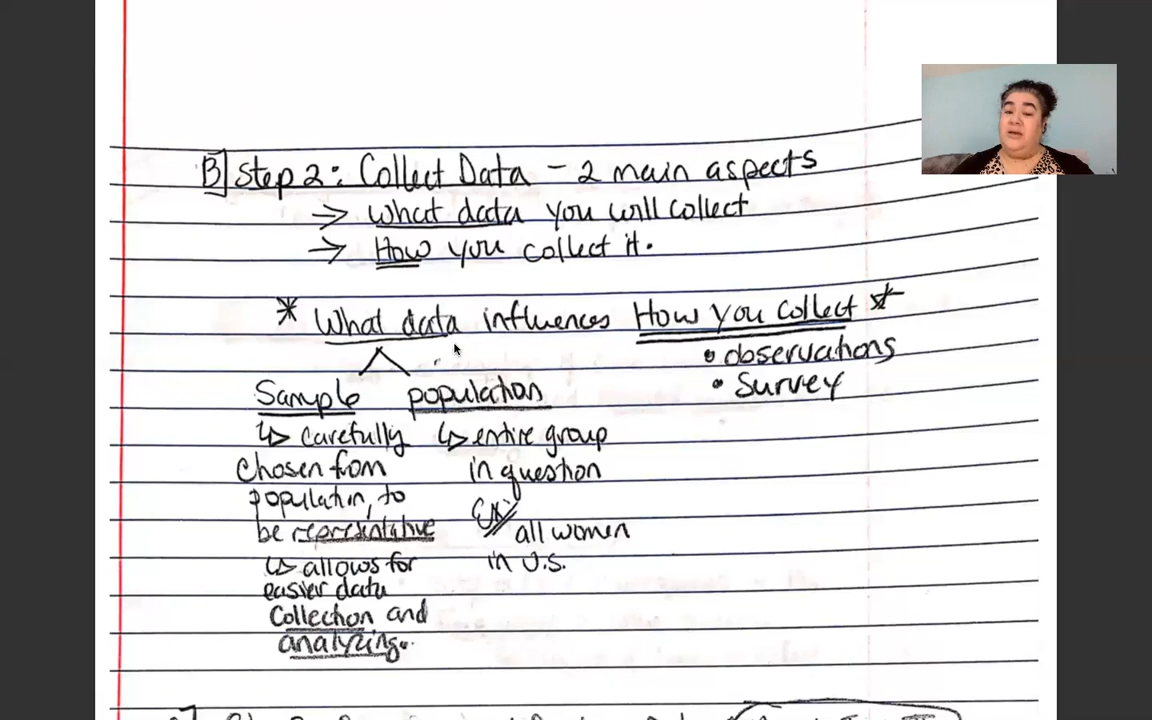 B] Step 2: Collect Data - 2 main aspects
→ What data you will collect
→ How you collect it.
* What data influences How you collect *
• observations
• Survey
Sample population
↳ carefully ↳ entire group
chosen from in question
population, to Ex:
be representative all women
↳ allows for in U.S.
easier data
Collection and
analyzing.